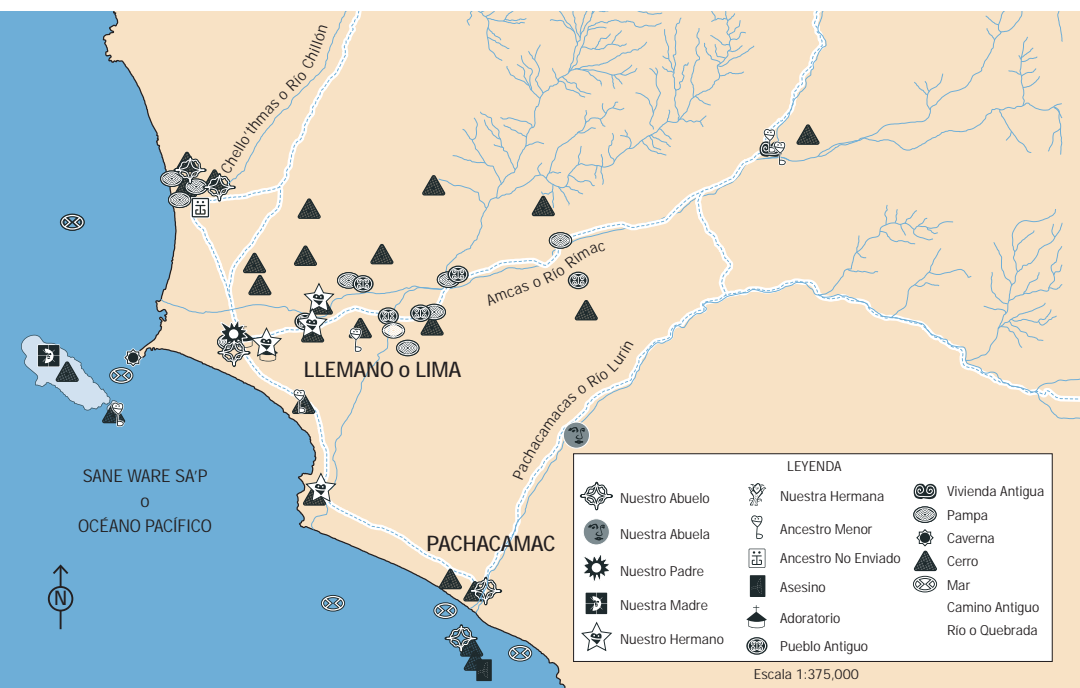 Chello'thmas o Río Chillón
Amcas o Río Rímac
LLEMANO o LIMA
Pachacamacas o Río Lurín
SANE WARE SA'P
o
OCÉANO PACÍFICO
PACHACAMAC
N
LEYENDA
Nuestro Abuelo
Nuestra Abuela
Nuestro Padre
Nuestra Madre
Nuestro Hermano
Nuestra Hermana
Ancestro Menor
Ancestro No Enviado
Asesino
Adoratorio
Pueblo Antiguo
Vivienda Antigua
Pampa
Caverna
Cerro
Mar
Camino Antiguo
Río o Quebrada
Escala 1:375,000